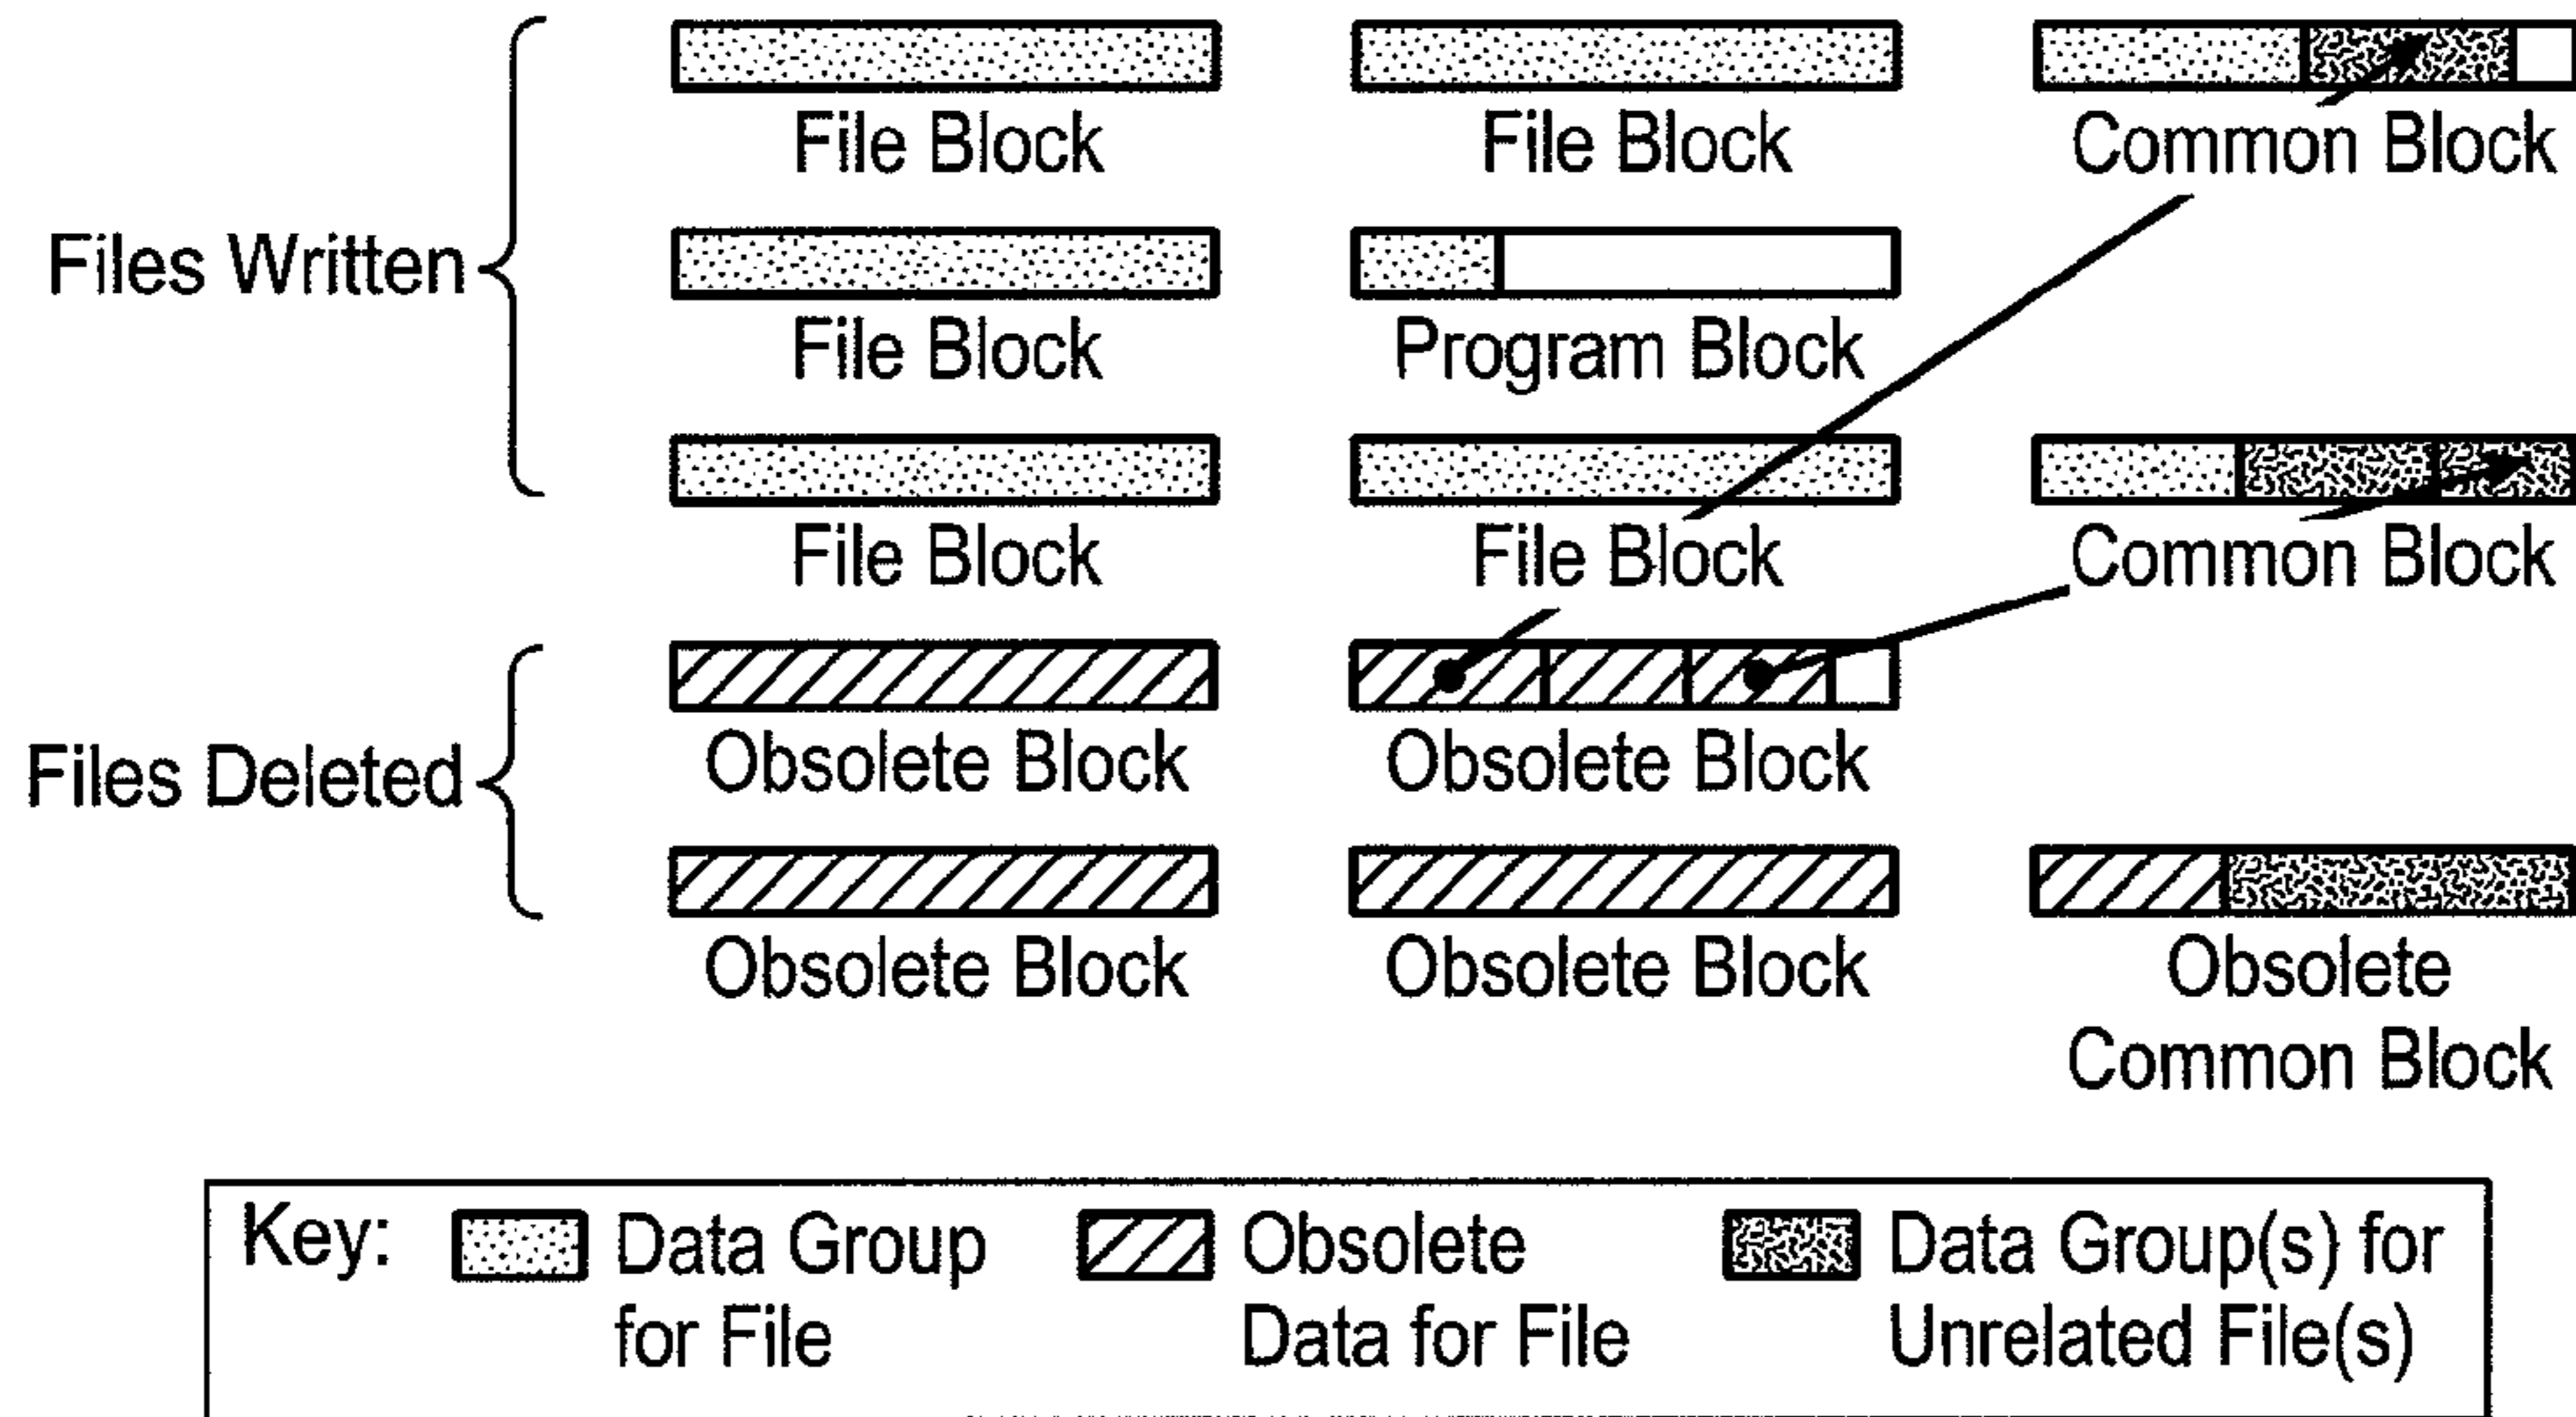 File Block
File Block
Common Block
Files Written
File Block
Program Block
File Block
File Block
Common Block
Files Deleted
Obsolete Block
Obsolete Block
Obsolete Block
Obsolete Block
Obsolete
Common Block
Key:
Data Group
for File
Obsolete
Data for File
Data Group(s) for
Unrelated File(s)